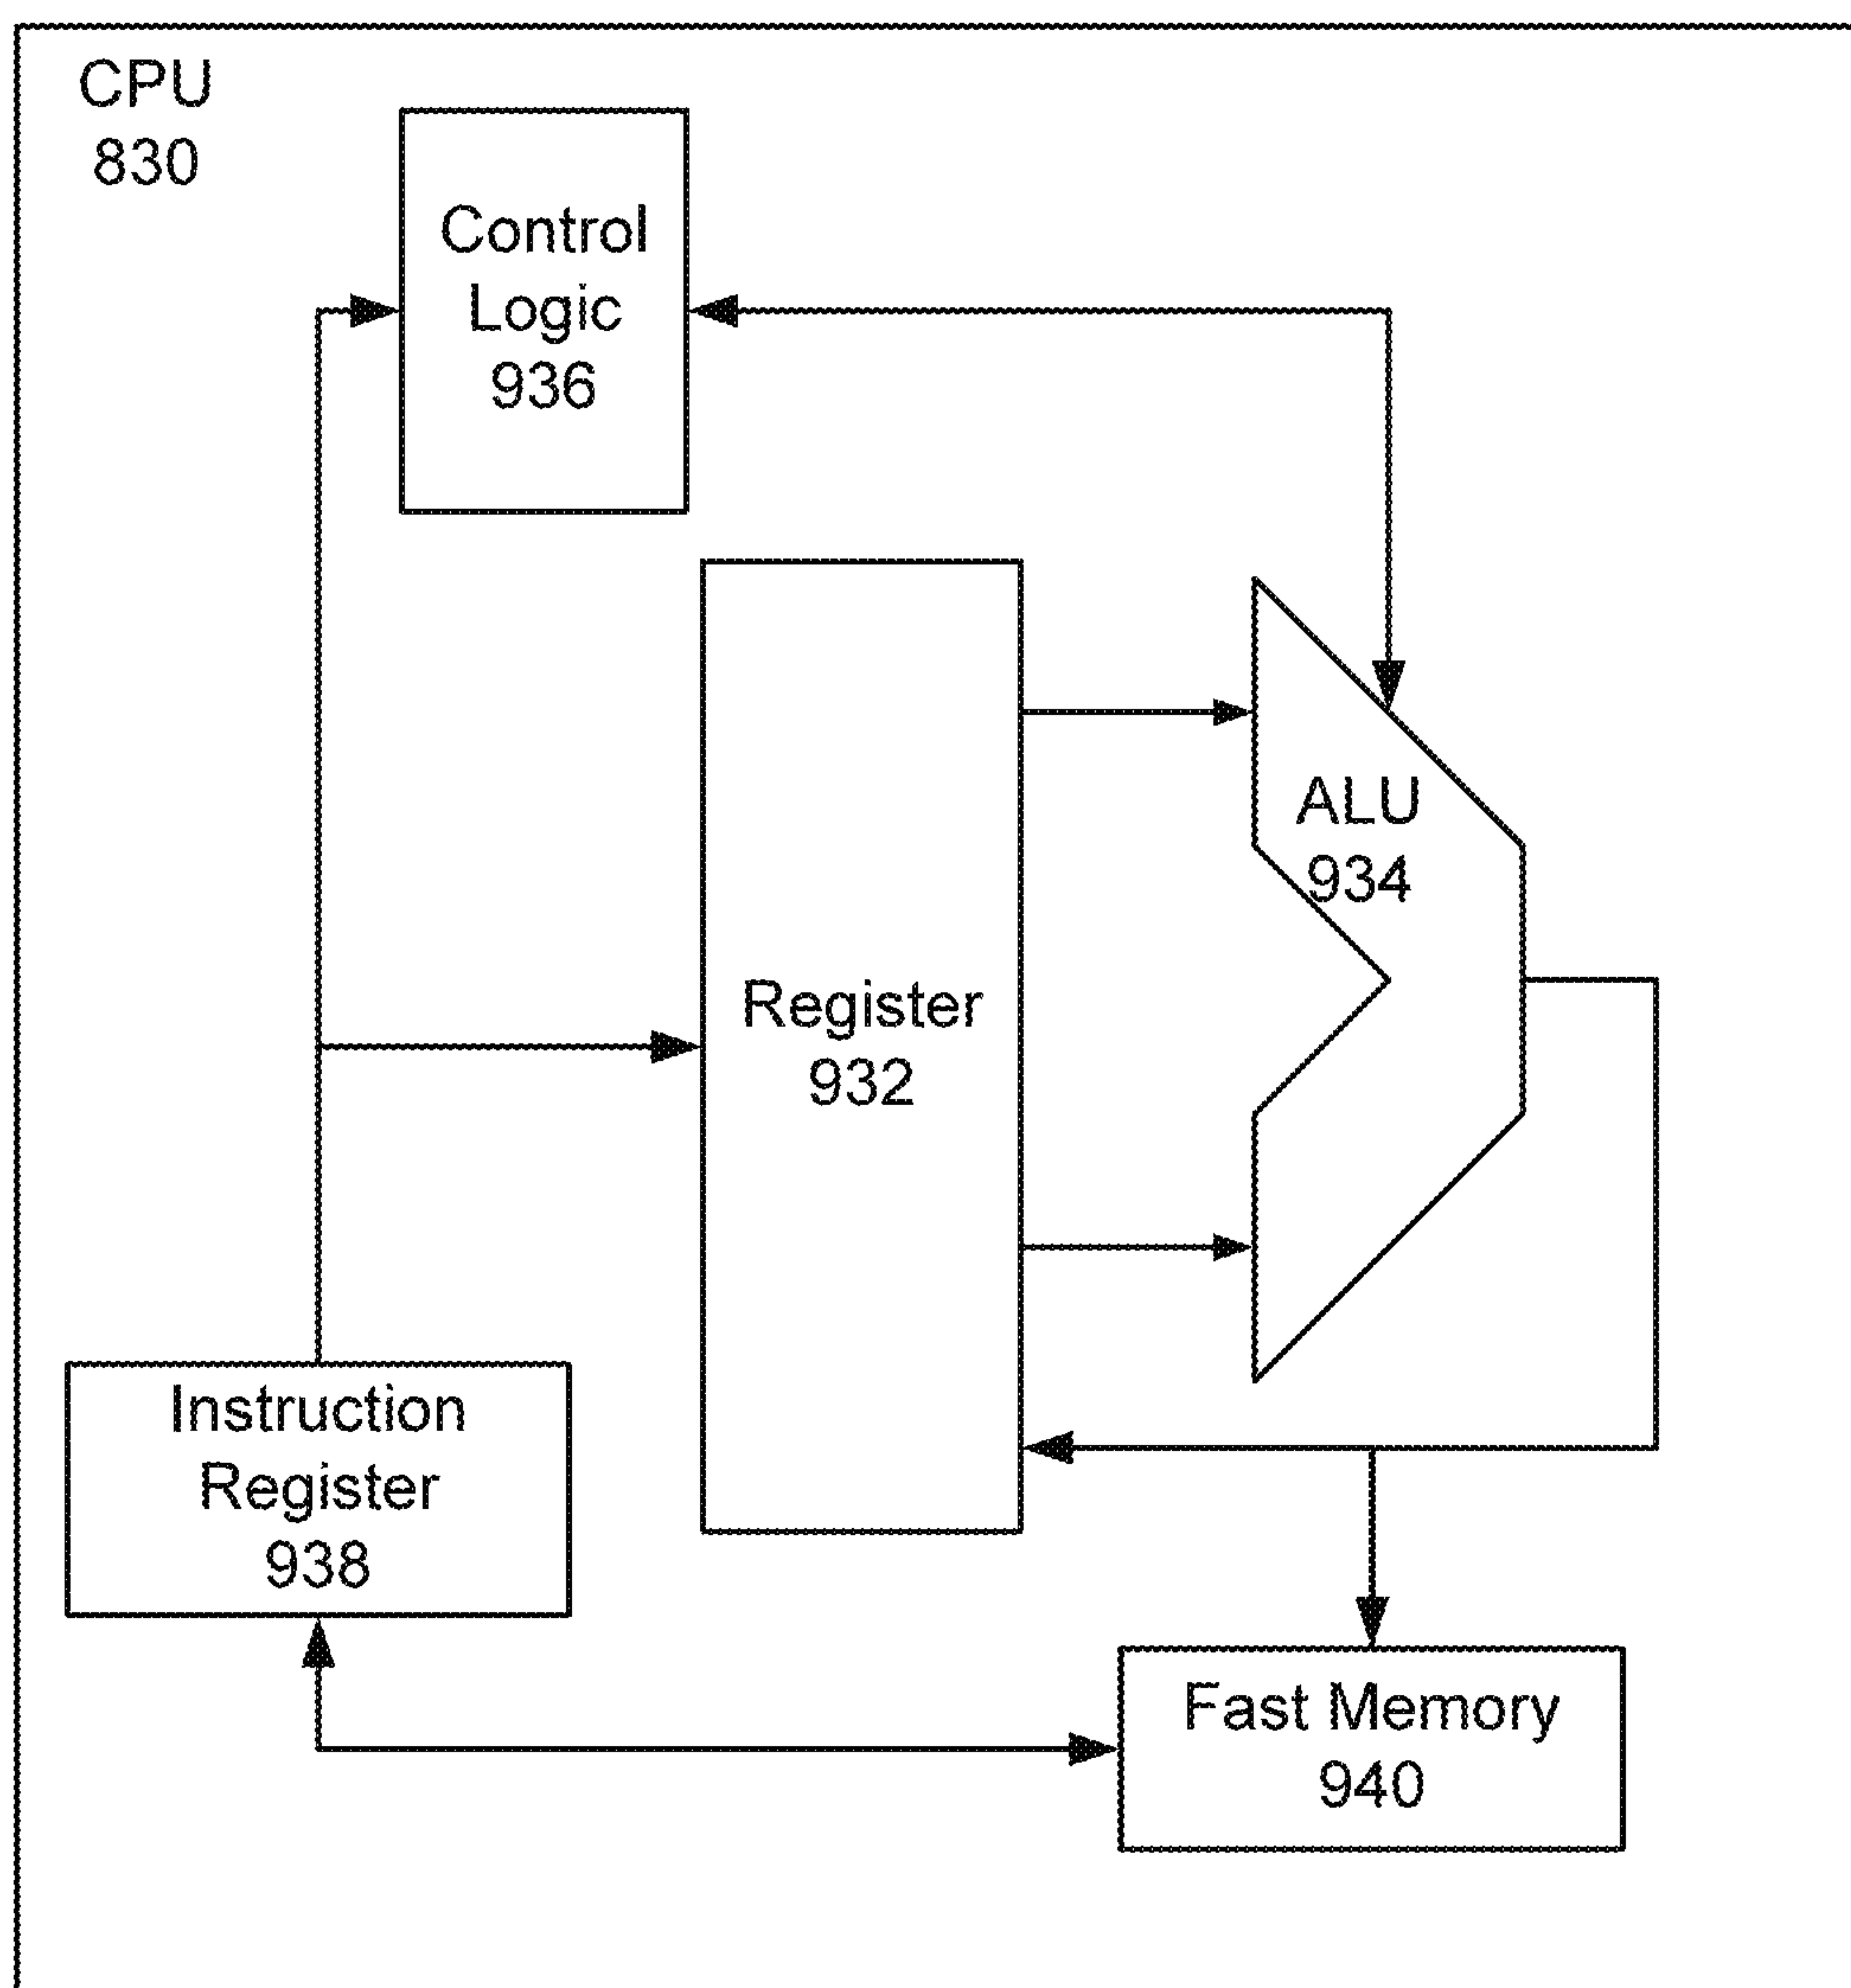 CPU
830
Control
Logic
936
ALU
934
Register
932
Instruction
Register
938
Fast Memory
940